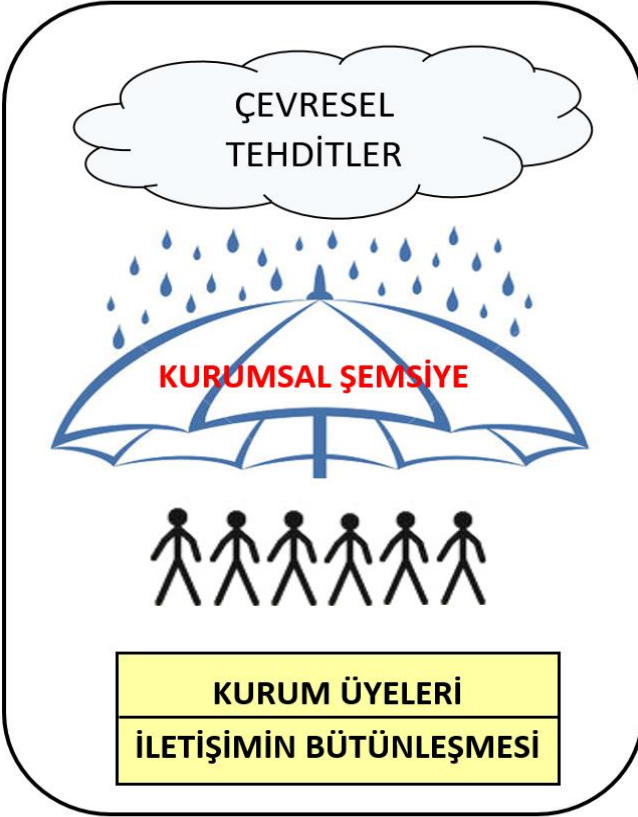 ÇEVRESEL
TEHDİTLER
KURUMSAL ŞEMSİYE
KURUM ÜYELERİ
İLETİŞİMİN BÜTÜNLEŞMESİ